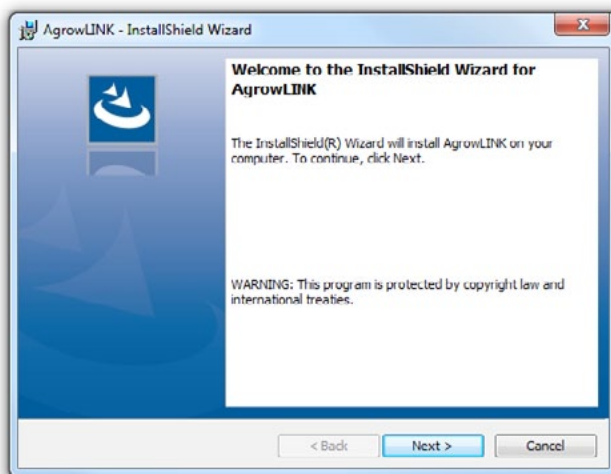 AgrowLINK - InstallShield Wizard
Welcome to the InstallShield Wizard for
AgrowLINK
The InstallShield(R) Wizard will install AgrowLINK on your
computer. To continue, click Next.
WARNING: This program is protected by copyright law and
international treaties.
< Back Next > Cancel